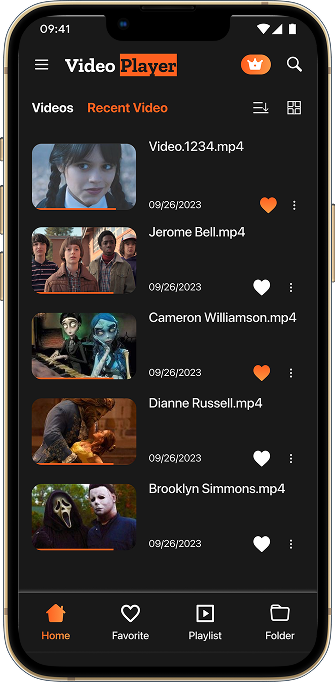 09:41
Video Player
Videos Recent Video
Video.1234.mp4
09/26/2023
Jerome Bell.mp4
09/26/2023
Cameron Williamson.mp4
09/26/2023
Dianne Russell.mp4
09/26/2023
Brooklyn Simmons.mp4
09/26/2023
Home Favorite Playlist Folder